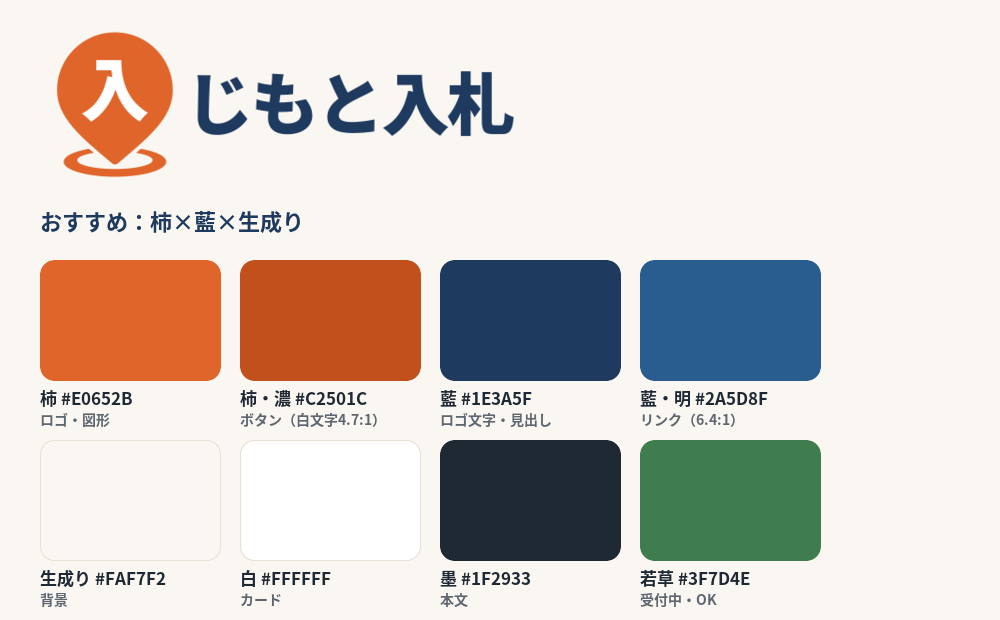 入
じもと入札
おすすめ：柿×藍×生成り
柿 #E0652B
ロゴ・図形
柿・濃 #C2501C
ボタン（白文字4.7:1）
藍 #1E3A5F
ロゴ文字・見出し
藍・明 #2A5D8F
リンク（6.4:1）
生成り #FAF7F2
背景
白 #FFFFFF
カード
墨 #1F2933
本文
若草 #3F7D4E
受付中・OK